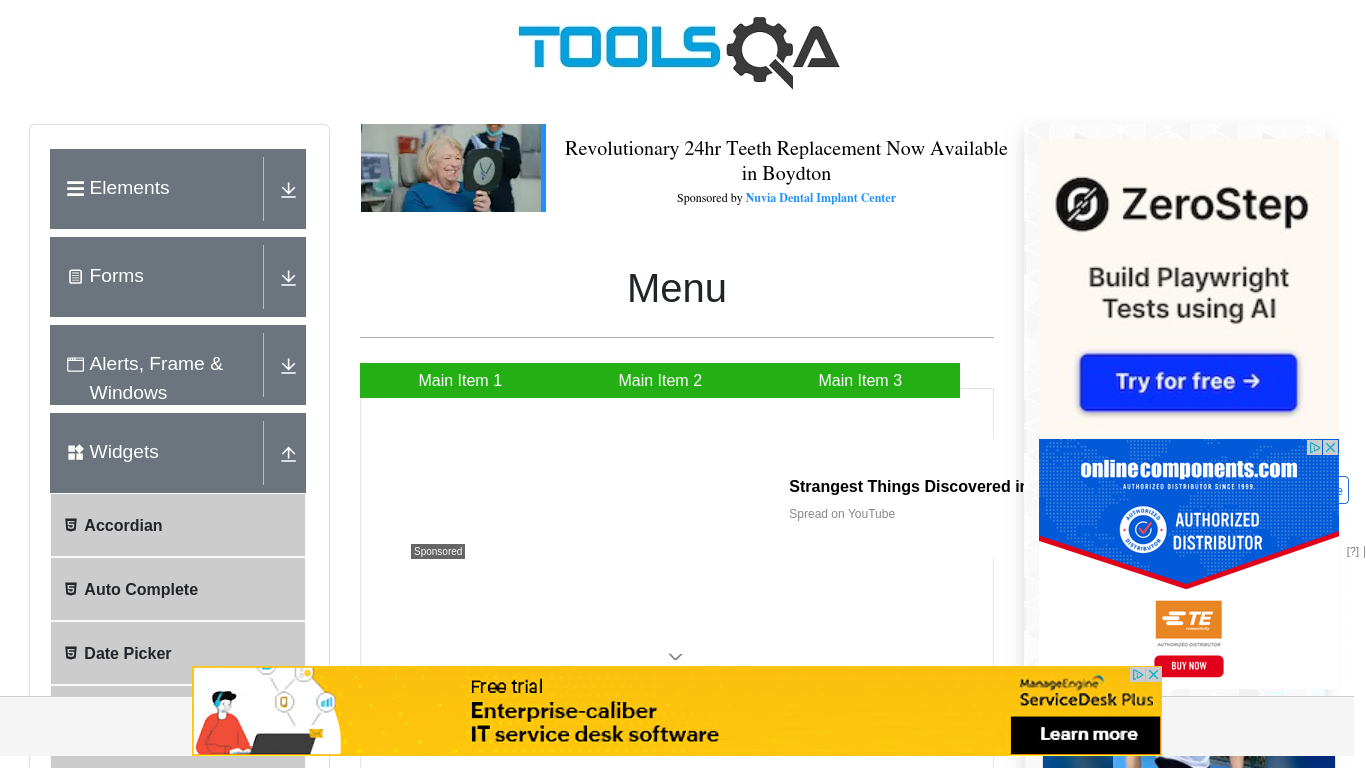 TOOLSQA
Elements
Forms
Alerts, Frame &
Windows
Widgets
Accordian
Auto Complete
Date Picker
Revolutionary 24hr Teeth Replacement Now Available
in Boydton
Sponsored by Nuvia Dental Implant Center
Menu
Main Item 1
Main Item 2
Main Item 3
Strangest Things Discovered in
Spread on YouTube
Sponsored
ZeroStep
Build Playwright
Tests using AI
Try for free →
onlinecomponents.com
AUTHORIZED DISTRIBUTOR SINCE 1999.
AUTHORIZED
DISTRIBUTOR
AUTHORIZED
DISTRIBUTOR
[?]
TE
connectivity
AUTHORIZED DISTRIBUTOR
BUY NOW
Free trial
Enterprise-caliber
IT service desk software
ManageEngine
ServiceDesk Plus
Learn more